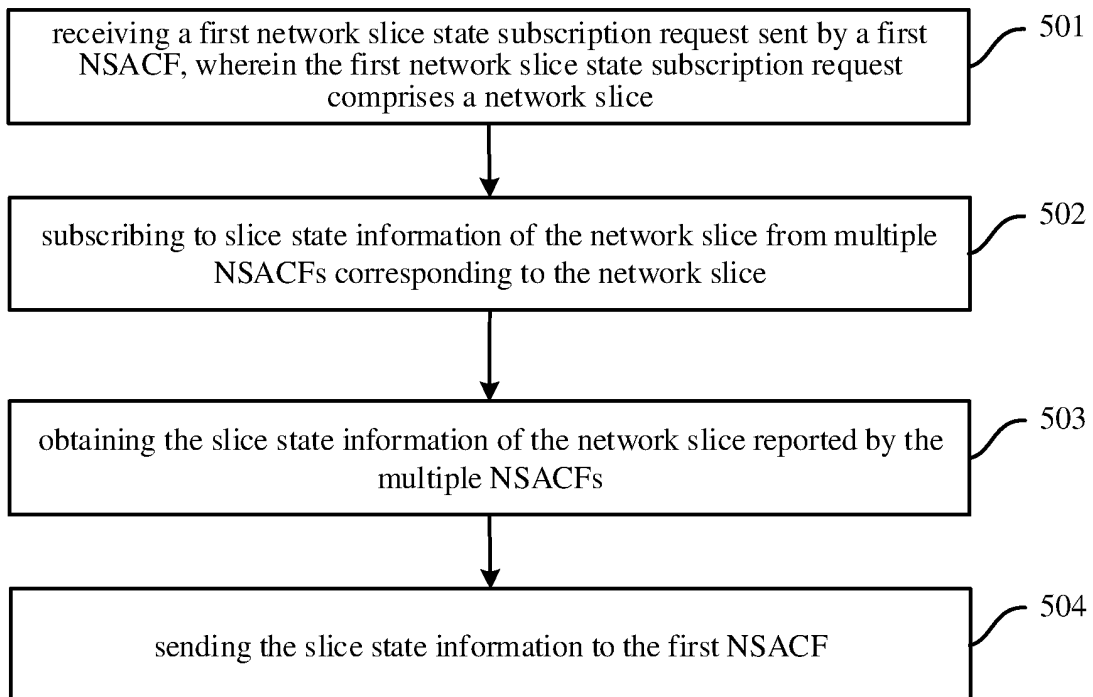 receiving a first network slice state subscription request sent by a first
NSACF, wherein the first network slice state subscription request
comprises a network slice
501
subscribing to slice state information of the network slice from multiple
NSACFs corresponding to the network slice
502
obtaining the slice state information of the network slice reported by the
multiple NSACFs
503
sending the slice state information to the first NSACF
504